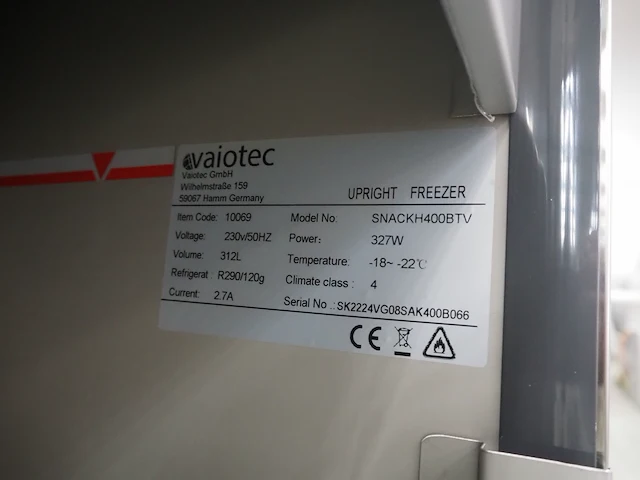 vaiotec
Vaiotec GmbH
Wilhelmstraße 159
59067 Hamm Germany
UPRIGHT FREEZER
Item Code: 10069
Model No: SNACKH400BTV
Voltage: 230v/50HZ
Power: 327W
Volume: 312L
Temperature: -18~ -22℃
Refrigerat : R290/120g
Climate class : 4
Current: 2.7A
Serial No .: SK2224VG08SAK400B066
CE